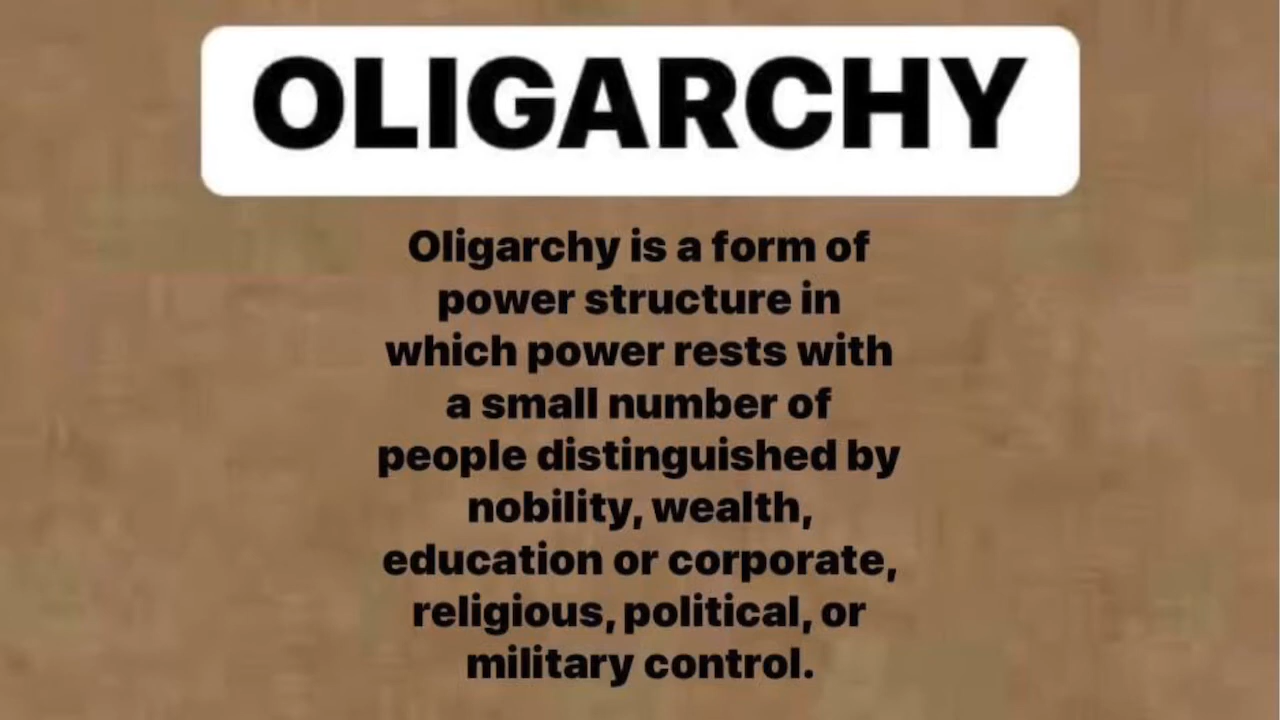 OLIGARCHY
Oligarchy is a form of
power structure in
which power rests with
a small number of
people distinguished by
nobility, wealth,
education or corporate,
religious, political, or
military control.